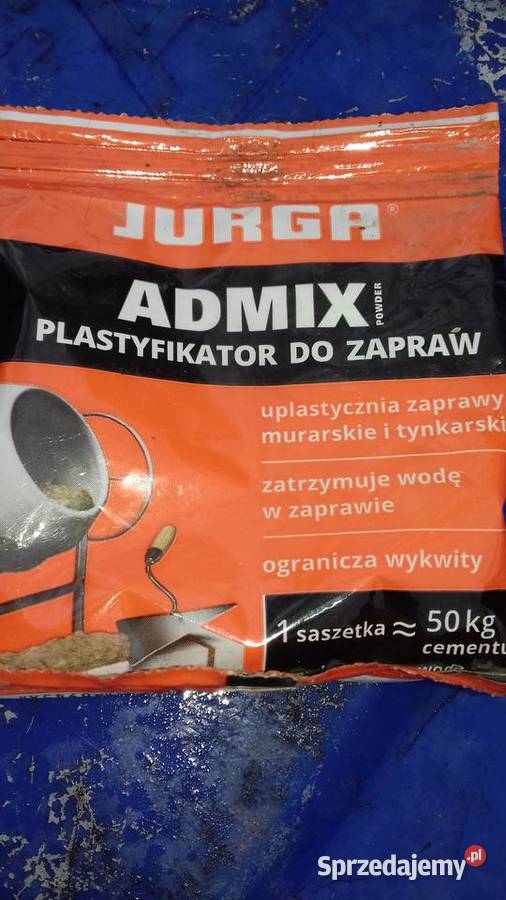 JURGA®
ADMIX POWDER
PLASTYFIKATOR DO ZAPRAW
uplastycznia zaprawy
murarskie i tynkarski
zatrzymuje wodę
w zaprawie
ogranicza wykwity
1 saszetka ≈ 50 kg
cementu
Sprzedajemy.pl